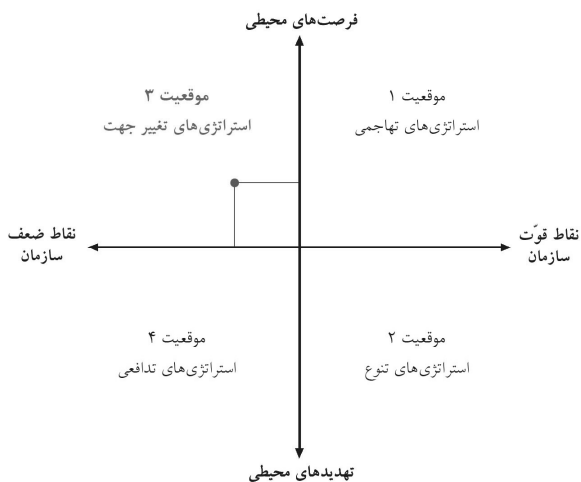 فرصت‌های محیطی
موقعیت ۱
استراتژی‌های تهاجمی
موقعیت ۳
استراتژی‌های تغییر جهت
نقاط قوّت
سازمان
نقاط ضعف
سازمان
موقعیت ۲
استراتژی‌های تنوع
موقعیت ۴
استراتژی‌های تدافعی
تهدیدهای محیطی